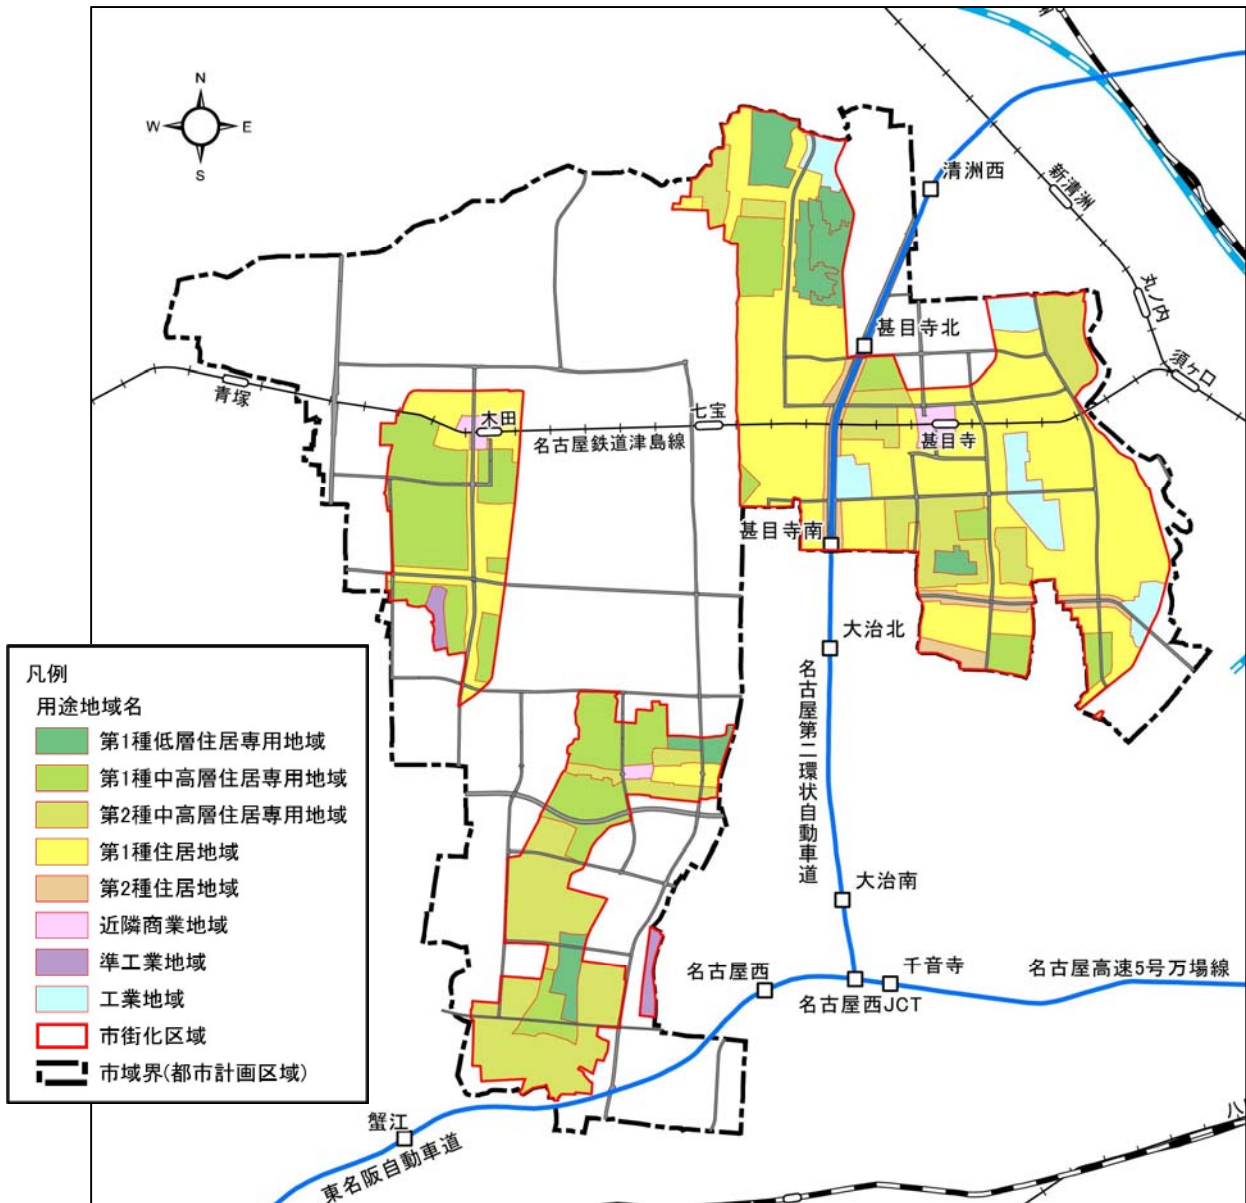 N
W
E
S
清洲西
新清洲
丸ノ内
須ケ口
甚目寺北
青塚
木田
七宝
名古屋鉄道津島線
甚目寺
甚目寺南
大治北
名古屋第二環状自動車道
大治南
名古屋西
千音寺
名古屋西JCT
名古屋高速5号万場線
蟹江
東名阪自動車道
八
凡例
用途地域名
第1種低層住居専用地域
第1種中高層住居専用地域
第2種中高層住居専用地域
第1種住居地域
第2種住居地域
近隣商業地域
準工業地域
工業地域
市街化区域
市域界(都市計画区域)